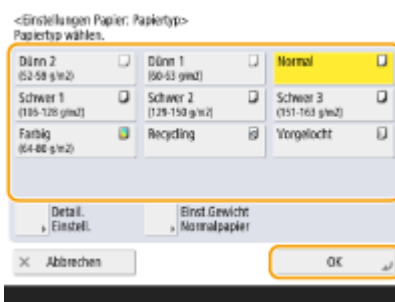 <Einstellungen Papier: Papiertyp>
Papiertyp wählen.
Dünn 2
(52-59 g/m2)
Dünn 1
(60-63 g/m2)
Normal
Schwer 1
(106-128 g/m2)
Schwer 2
(129-150 g/m2)
Schwer 3
(151-163 g/m2)
Farbig
(64-80 g/m2)
Recycling
Vorgelocht
Detail.
Einstell.
Einst.Gewicht
Normalpapier
Abbrechen
OK